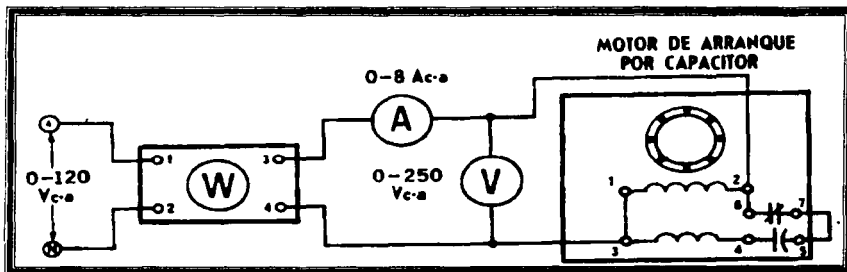 MOTOR DE ARRANQUE
POR CAPACITOR
0-8 Ac-a
4
A
1
3
0-120
Vc-a
W
0-250
Vc-a
V
1
2
2
4
6
7
N
3
4
5